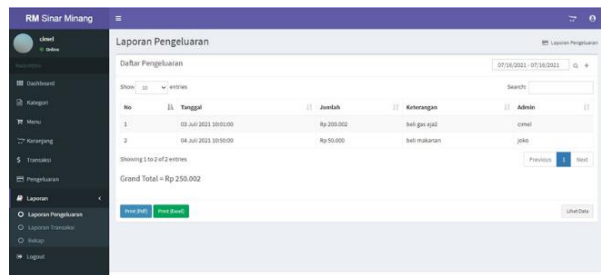 RM Sinar Minang
cimel
Online
Dashboard
Kategori
Menu
Keranjang
$ Transaksi
Pengeluaran
Laporan
Laporan Pengeluaran
Laporan Transaksi
Rekap
Logout
Laporan Pengeluaran
Laporan Pengeluaran
Daftar Pengeluaran
07/16/2021 - 07/16/2021
Show 10 entries
Search:
No Tanggal Jumlah Keterangan Admin
1 03 Juli 2021 10:01:00 Rp 200.002 beli gas aja2 cimel
2 04 Juli 2021 10:50:00 Rp 50.000 beli makanan joko
Showing 1 to 2 of 2 entries
Previous 1 Next
Grand Total = Rp 250.002
Print (Pdf) Print (Excel) Lihat Data